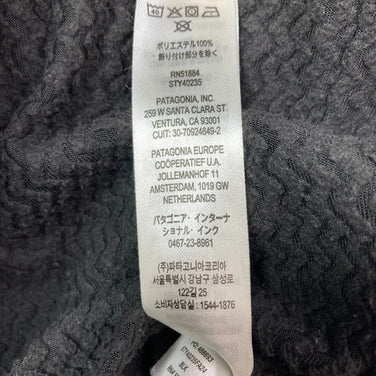 40
ポリエステル100%
飾り付け部分を除く
RN51884
STY40235
PATAGONIA, INC.
259 W SANTA CLARA ST.
VENTURA, CA 93001
CUIT: 30-70924649-2
PATAGONIA EUROPE
COÖPERATIEF U.A.
JOLLEMANHOF 11
AMSTERDAM, 1019 GW
NETHERLANDS
パタゴニア・インターナ
ショナル・インク
0467-23-8961
(주)파타고니아코리아
서울특별시 강남구 삼성로
122길 25
소비자상담실 : 1544-1876
STY40235FA24
BLK